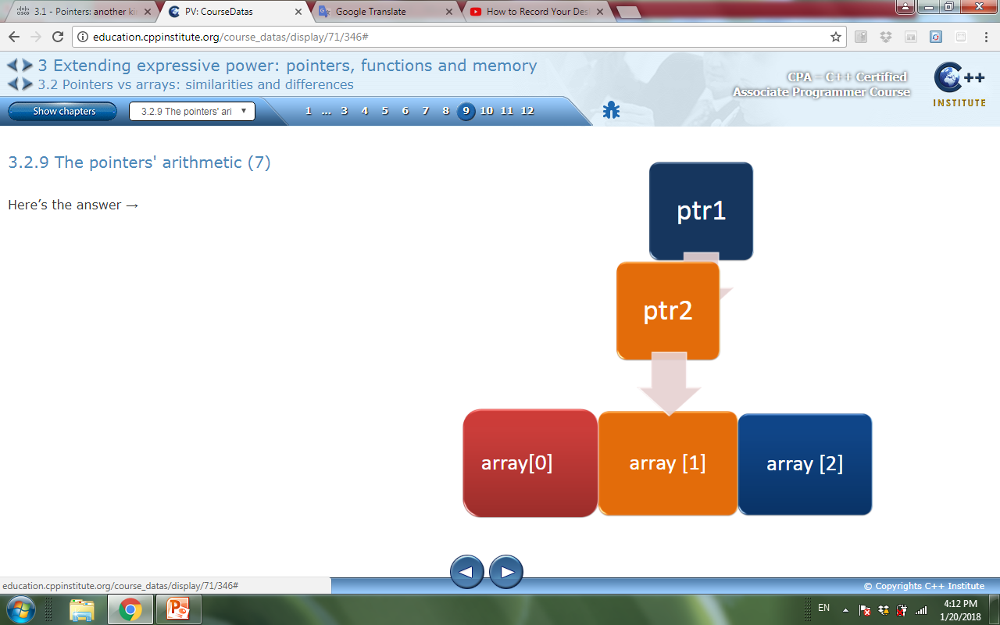 3.1 - Pointers: another ki
PV: CourseDatas
Google Translate
How to Record Your Des
education.cppinstitute.org/course_datas/display/71/346#
3 Extending expressive power: pointers, functions and memory
3.2 Pointers vs arrays: similarities and differences
CPA – C++ Certified
Associate Programmer Course
C++
INSTITUTE
Show chapters
3.2.9 The pointers' ari
1 ... 3 4 5 6 7 8 9 10 11 12
3.2.9 The pointers' arithmetic (7)
Here’s the answer →
ptr1
ptr2
array[0]
array [1]
array [2]
education.cppinstitute.org/course_datas/display/71/346#
© Copyrights C++ Institute
EN
4:12 PM
1/20/2018